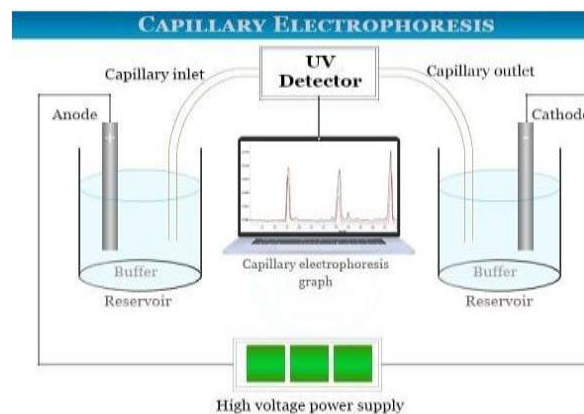 CAPILLARY ELECTROPHORESIS
UV
Detector
Capillary inlet
Capillary outlet
Anode
Cathode
+
-
Buffer
Reservoir
Capillary electrophoresis
graph
Buffer
Reservoir
High voltage power supply